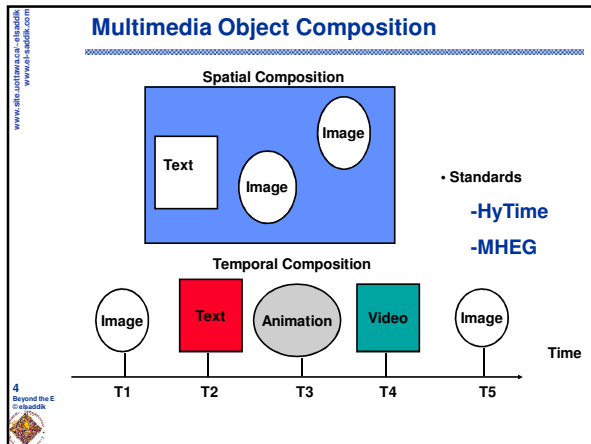 www.site.uottawa.ca/~elsaddik
www.el-saddik.com
Multimedia Object Composition
Spatial Composition
Image
Text
Image
• Standards
-HyTime
-MHEG
Temporal Composition
Image
Text
Animation
Video
Image
Time
T1
T2
T3
T4
T5
4
Beyond the E
© elsaddik